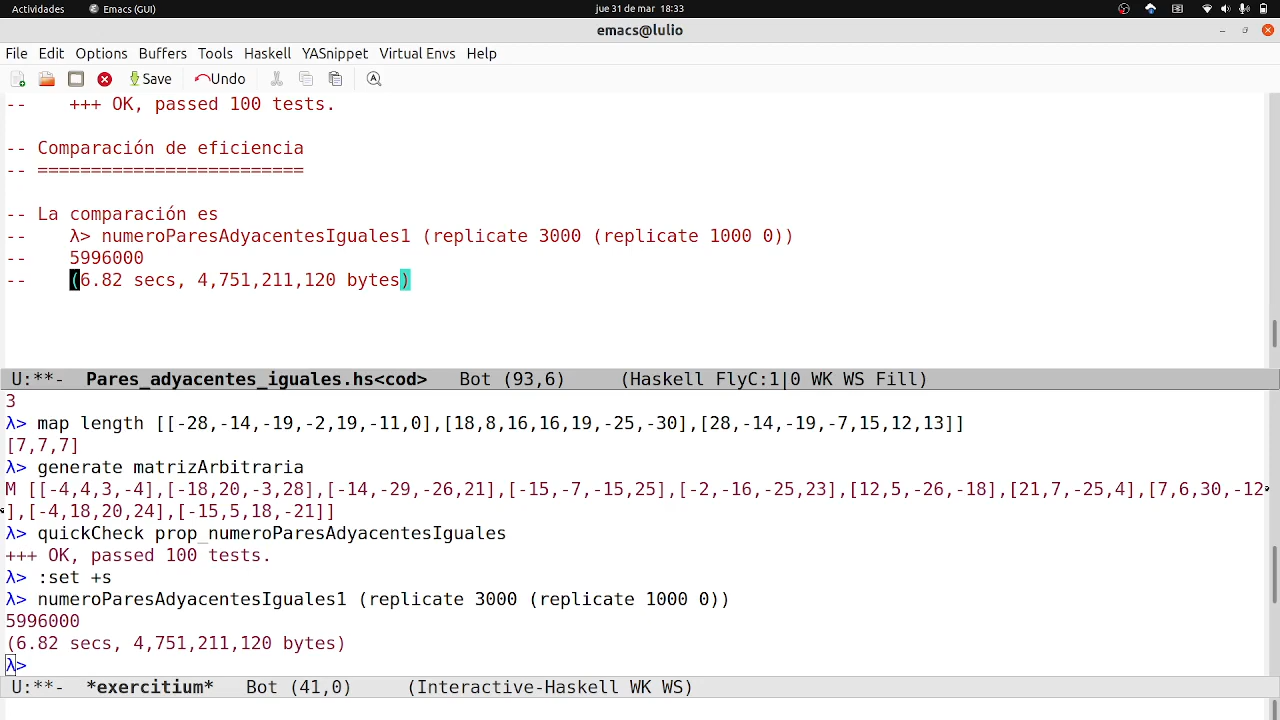 Actividades Emacs (GUI) jue 31 de mar 18:33
emacs@lulio
File Edit Options Buffers Tools Haskell YASnippet Virtual Envs Help
Save Undo
-- +++ OK, passed 100 tests.
-- Comparación de eficiencia
-- =========================
-- La comparación es
-- λ> numeroParesAdyacentesIguales1 (replicate 3000 (replicate 1000 0))
-- 5996000
-- (6.82 secs, 4,751,211,120 bytes)
U:**- Pares_adyacentes_iguales.hs<cod> Bot (93,6) (Haskell FlyC:1|0 WK WS Fill)
3
λ> map length [[-28,-14,-19,-2,19,-11,0],[18,8,16,16,19,-25,-30],[28,-14,-19,-7,15,12,13]]
[7,7,7]
λ> generate matrizArbitraria
M [[-4,4,3,-4],[-18,20,-3,28],[-14,-29,-26,21],[-15,-7,-15,25],[-2,-16,-25,23],[12,5,-26,-18],[21,7,-25,4],[7,6,30,-12
],[-4,18,20,24],[-15,5,18,-21]]
λ> quickCheck prop_numeroParesAdyacentesIguales
+++ OK, passed 100 tests.
λ> :set +s
λ> numeroParesAdyacentesIguales1 (replicate 3000 (replicate 1000 0))
5996000
(6.82 secs, 4,751,211,120 bytes)
λ>
U:**- *exercitium* Bot (41,0) (Interactive-Haskell WK WS)